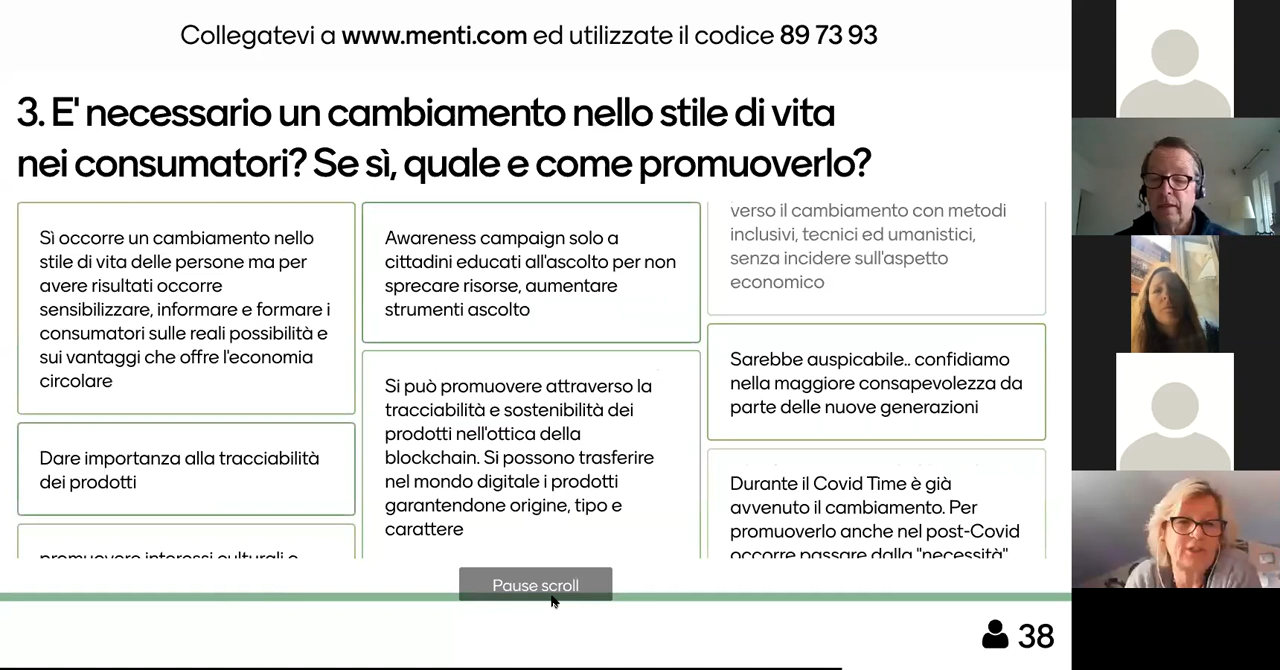 Collegatevi a www.menti.com ed utilizzate il codice 89 73 93
3. E' necessario un cambiamento nello stile di vita
nei consumatori? Se sì, quale e come promuoverlo?
Sì occorre un cambiamento nello
stile di vita delle persone ma per
avere risultati occorre
sensibilizzare, informare e formare i
consumatori sulle reali possibilità e
sui vantaggi che offre l'economia
circolare
Dare importanza alla tracciabilità
dei prodotti
promuovere interessi culturali o
Awareness campaign solo a
cittadini educati all'ascolto per non
sprecare risorse, aumentare
strumenti ascolto
Si può promuovere attraverso la
tracciabilità e sostenibilità dei
prodotti nell'ottica della
blockchain. Si possono trasferire
nel mondo digitale i prodotti
garantendone origine, tipo e
carattere
verso il cambiamento con metodi
inclusivi, tecnici ed umanistici,
senza incidere sull'aspetto
economico
Sarebbe auspicabile.. confidiamo
nella maggiore consapevolezza da
parte delle nuove generazioni
Durante il Covid Time è già
avvenuto il cambiamento. Per
promuoverlo anche nel post-Covid
occorre passare dalla "necessità"
Pause scroll
38